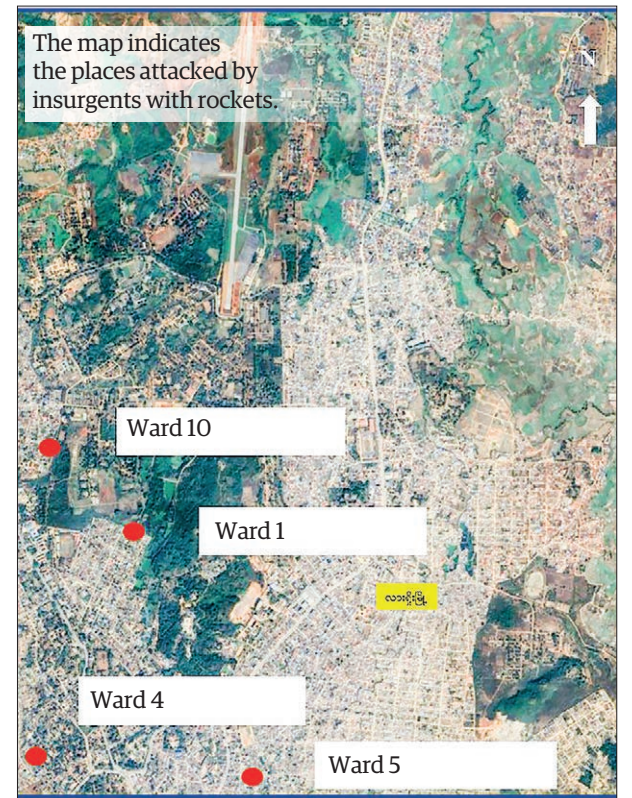 The map indicates
the places attacked by
insurgents with rockets.
N
Ward 10
Ward 1
လားရှိုးမြို့
Ward 4
Ward 5